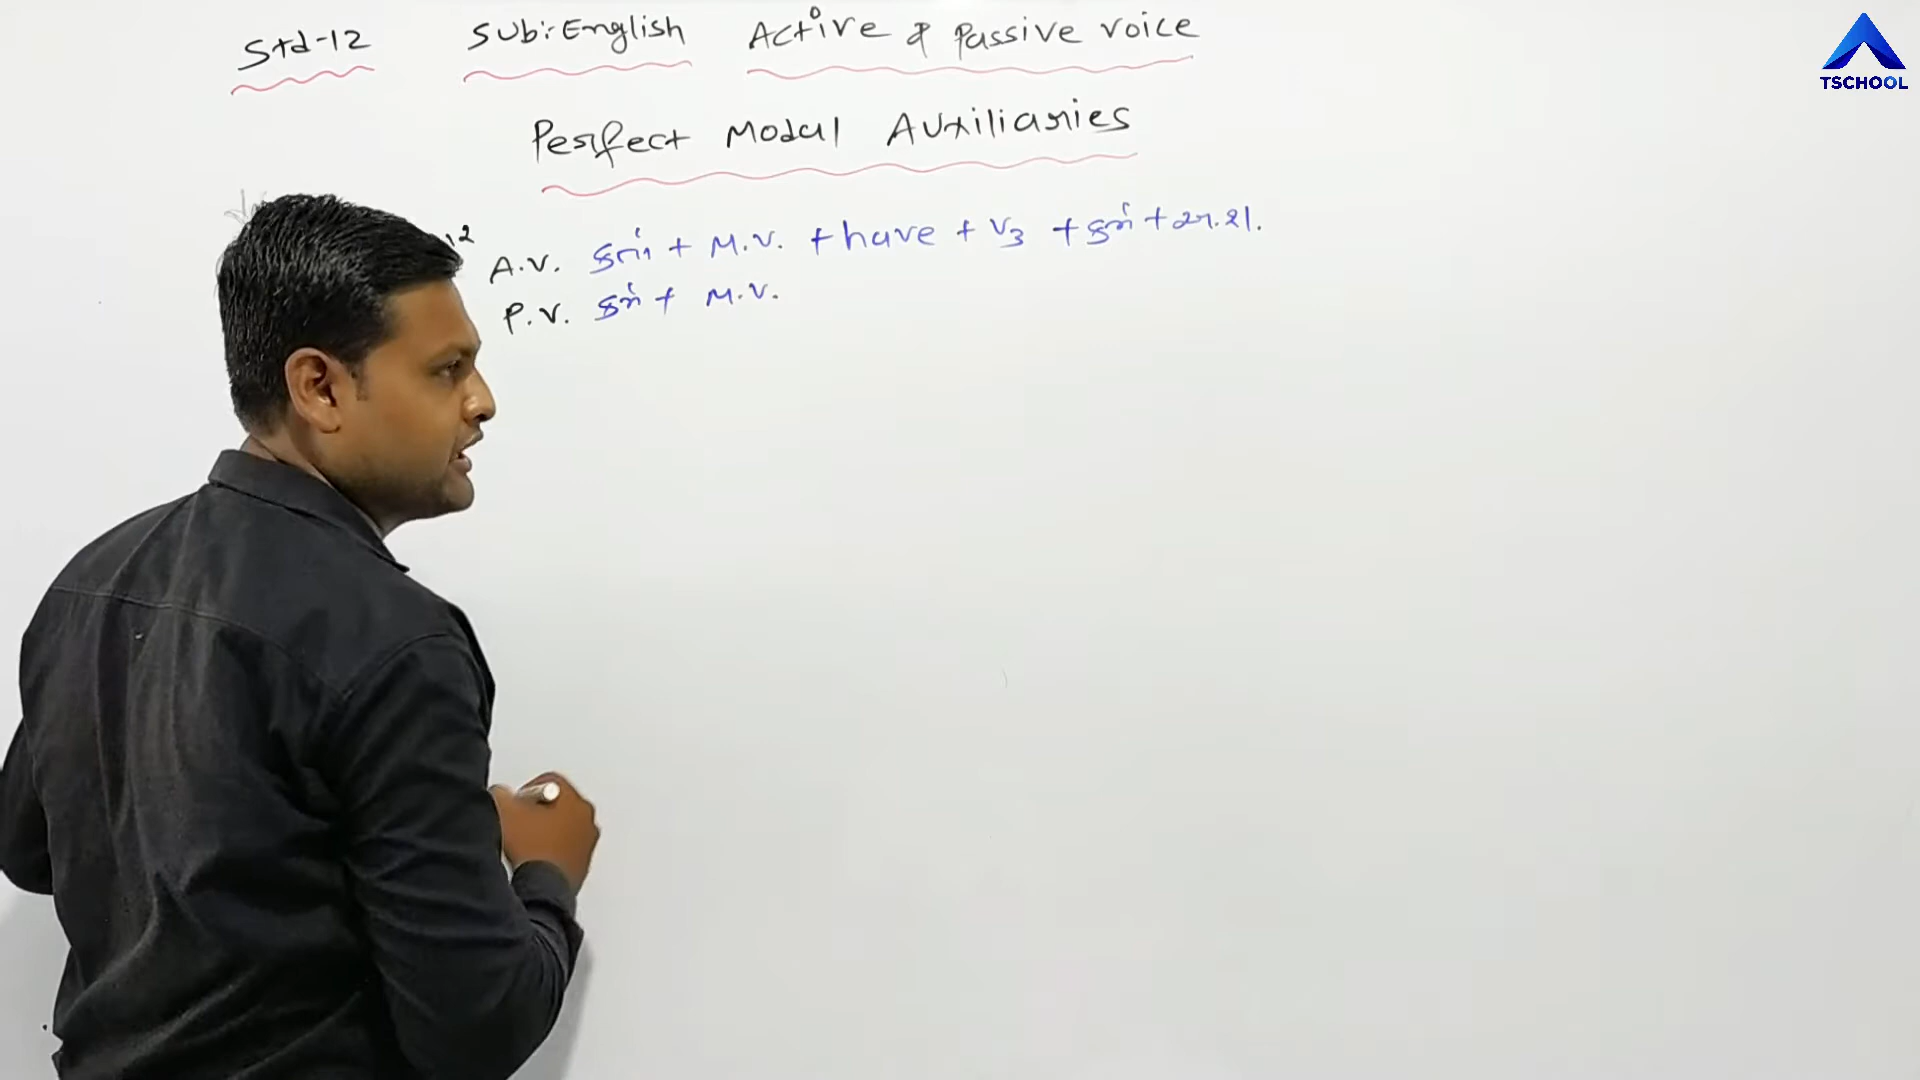 Std-12 Sub:-English Active & Passive voice
TSCHOOL
Perfect Modal Auxiliaries
A.V. કર્તા + M.V. + have + V3 + કર્મ + અ.શ.
P.V. કર્મ + M.V.